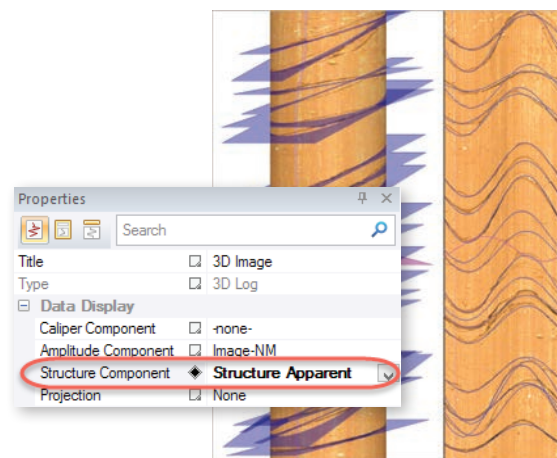 Properties
Search
Title 3D Image
Type 3D Log
Data Display
Caliper Component -none-
Amplitude Component Image-NM
Structure Component Structure Apparent
Projection None